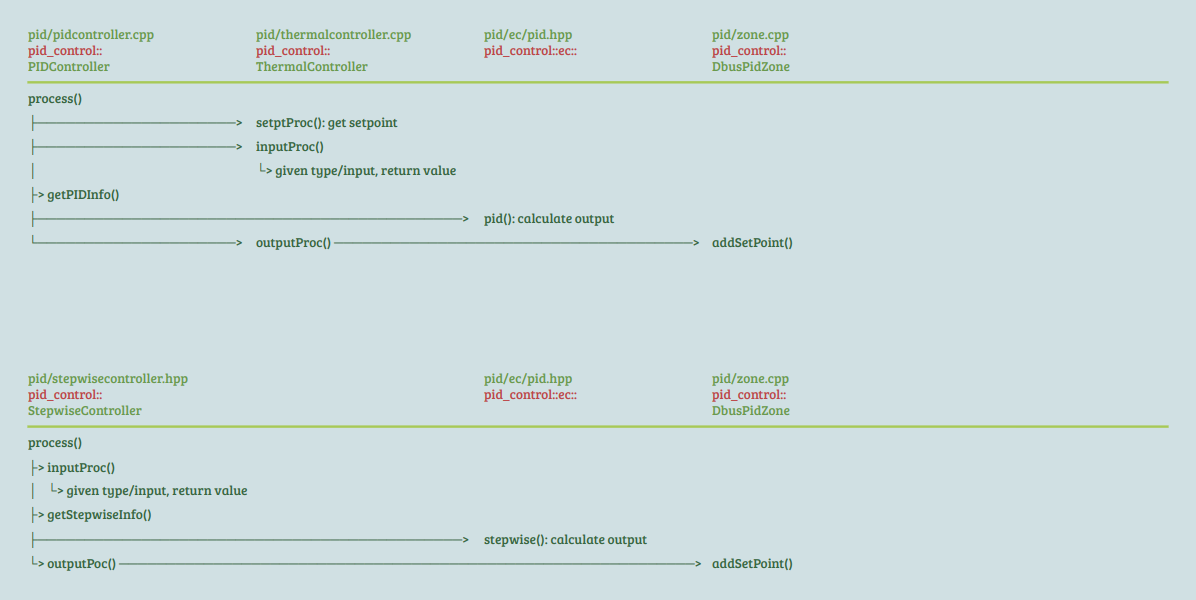 pid/pidcontroller.cpp pid/thermalcontroller.cpp pid/ec/pid.hpp pid/zone.cpp
pid_control:: pid_control:: pid_control::ec:: pid_control::
PIDController ThermalController DbusPidZone
process()
setptProc(): get setpoint
inputProc()
given type/input, return value
getPIDInfo()
pid(): calculate output
outputProc() addSetPoint()
pid/stepwisecontroller.hpp pid/ec/pid.hpp pid/zone.cpp
pid_control:: pid_control::ec:: pid_control::
StepwiseController DbusPidZone
process()
inputProc()
given type/input, return value
getStepwiseInfo()
stepwise(): calculate output
outputPoc() addSetPoint()